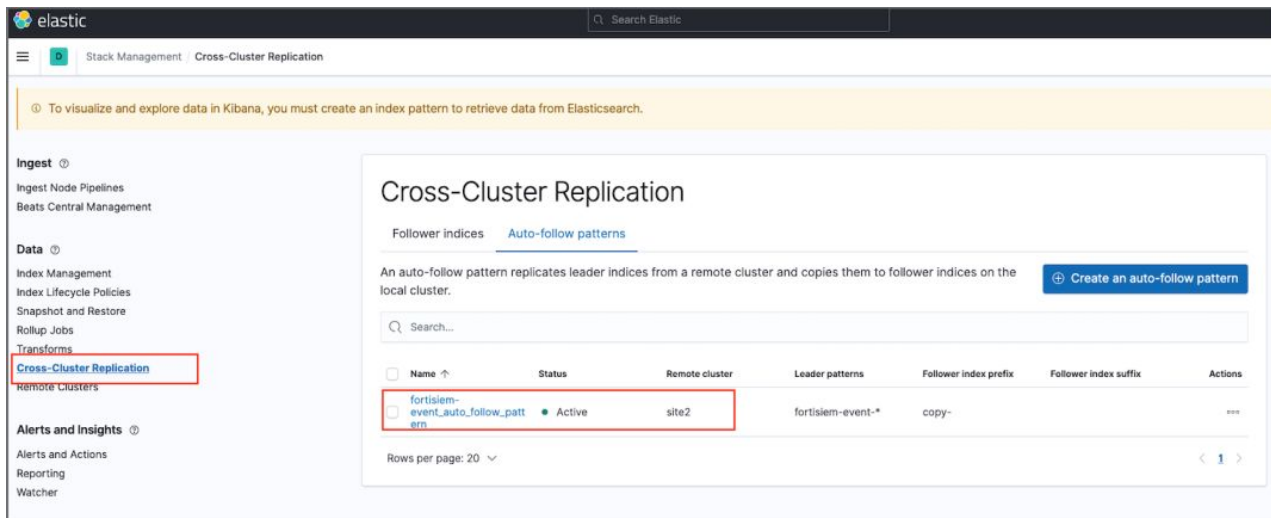 elastic
Search Elastic
D
Stack Management / Cross-Cluster Replication
To visualize and explore data in Kibana, you must create an index pattern to retrieve data from Elasticsearch.
Ingest
Ingest Node Pipelines
Beats Central Management
Data
Index Management
Index Lifecycle Policies
Snapshot and Restore
Rollup Jobs
Transforms
Cross-Cluster Replication
Remote Clusters
Alerts and Insights
Alerts and Actions
Reporting
Watcher
Cross-Cluster Replication
Follower indices Auto-follow patterns
An auto-follow pattern replicates leader indices from a remote cluster and copies them to follower indices on the
local cluster.
Create an auto-follow pattern
Search...
Name Status Remote cluster Leader patterns Follower index prefix Follower index suffix Actions
fortisiem-
event_auto_follow_patt Active site2 fortisiem-event-* copy-
ern
Rows per page: 20
< 1 >